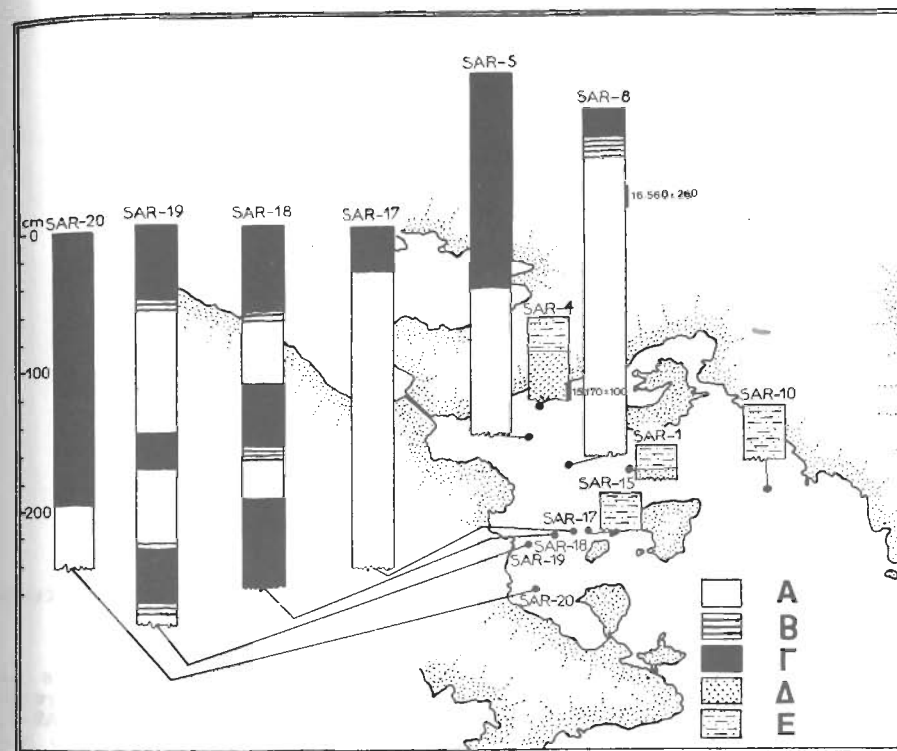 SAR-5
SAR-8
16.560±260
cm SAR-20
SAR-19
SAR-18
SAR-17
0
SAR-4
100
15.170±100
SAR-10
SAR-1
SAR-15
200
SAR-17
SAR-18
SAR-19
SAR-20
Α
Β
Γ
Δ
Ε